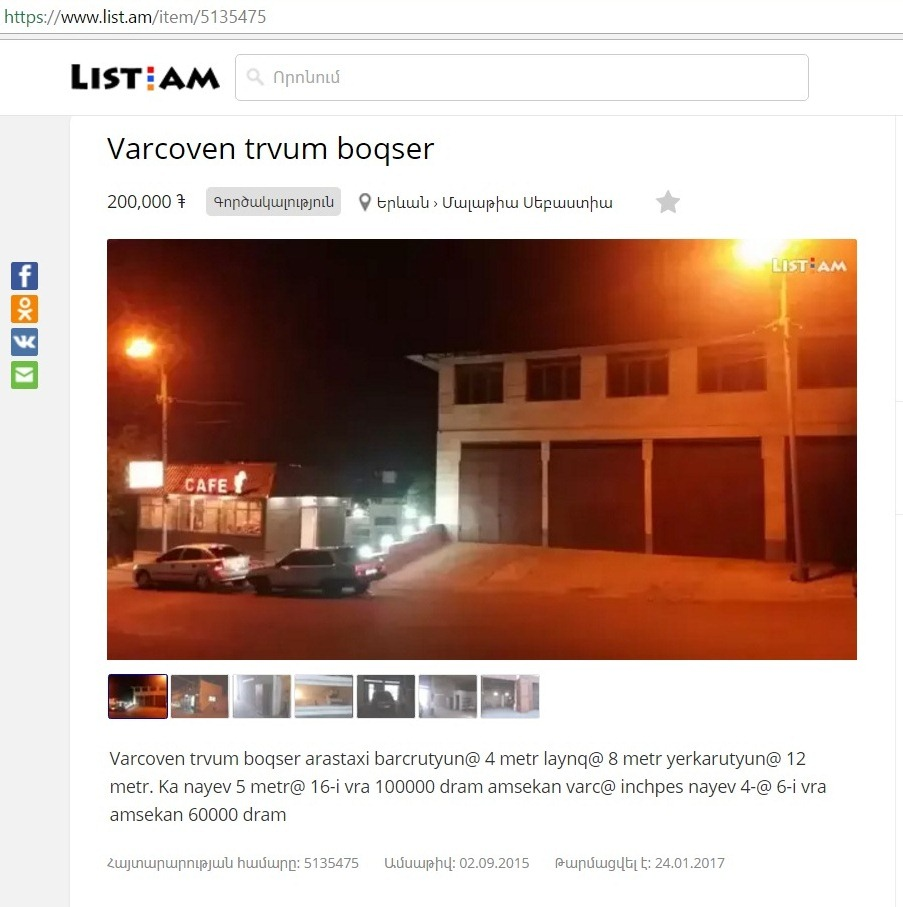 https://www.list.am/item/5135475
LIST:AM
Որոնում
Varcoven trvum boqser
200,000 ֏ Գործակալություն Երևան › Մալաթիա Սեբաստիա
LIST:AM
CAFE
Varcoven trvum boqser arastaxi barcrutyun@ 4 metr laynq@ 8 metr yerkarutyun@ 12
metr. Ka nayev 5 metr@ 16-i vra 100000 dram amsekan varc@ inchpes nayev 4-@ 6-i vra
amsekan 60000 dram
Հայտարարության համարը: 5135475 Ամսաթիվ: 02.09.2015 Թարմացվել է: 24.01.2017